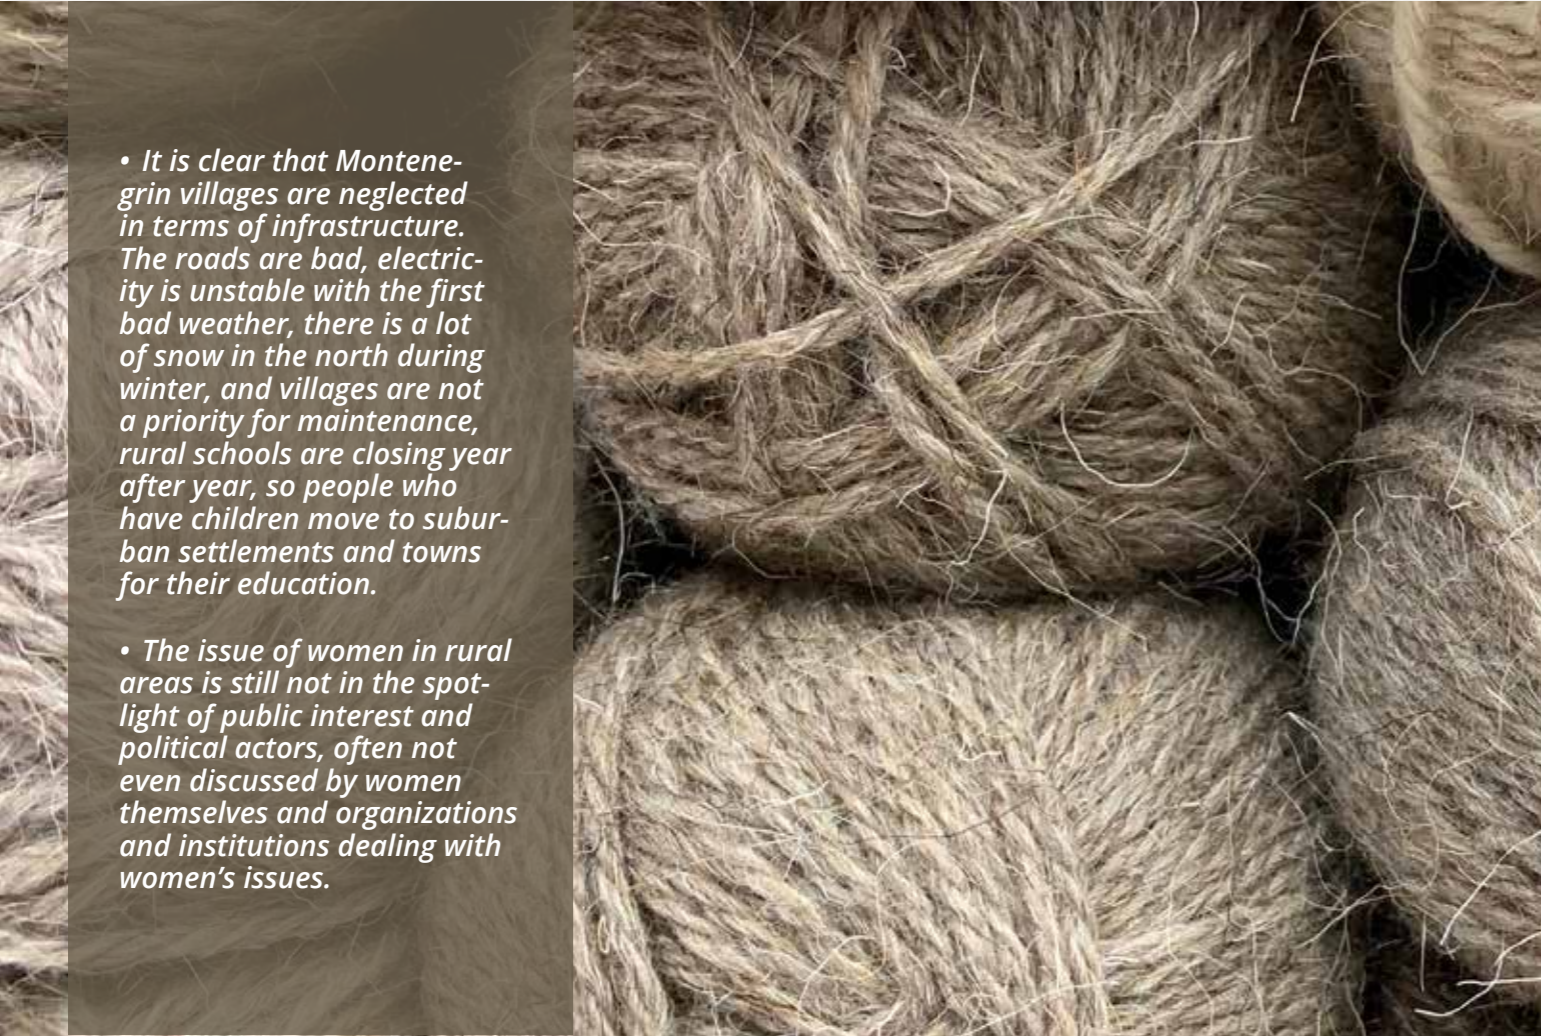 • It is clear that Montene-
grin villages are neglected
in terms of infrastructure.
The roads are bad, electric-
ity is unstable with the first
bad weather, there is a lot
of snow in the north during
winter, and villages are not
a priority for maintenance,
rural schools are closing year
after year, so people who
have children move to subur-
ban settlements and towns
for their education.
• The issue of women in rural
areas is still not in the spot-
light of public interest and
political actors, often not
even discussed by women
themselves and organizations
and institutions dealing with
women’s issues.